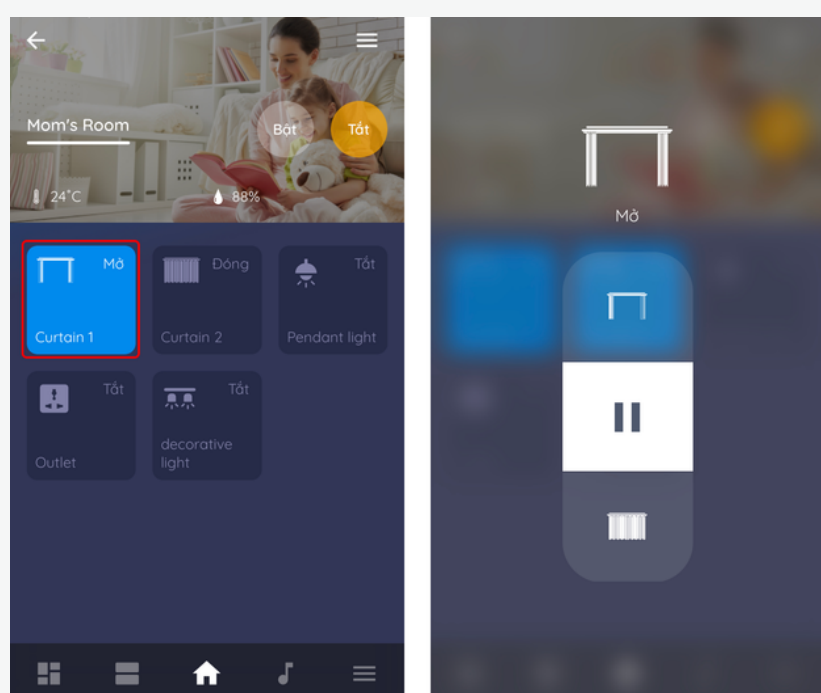 Mom's Room
Bật
Tắt
24°C
88%
Mở
Curtain 1
Đóng
Curtain 2
Tắt
Pendant light
Tắt
Outlet
Tắt
decorative
light
Mở